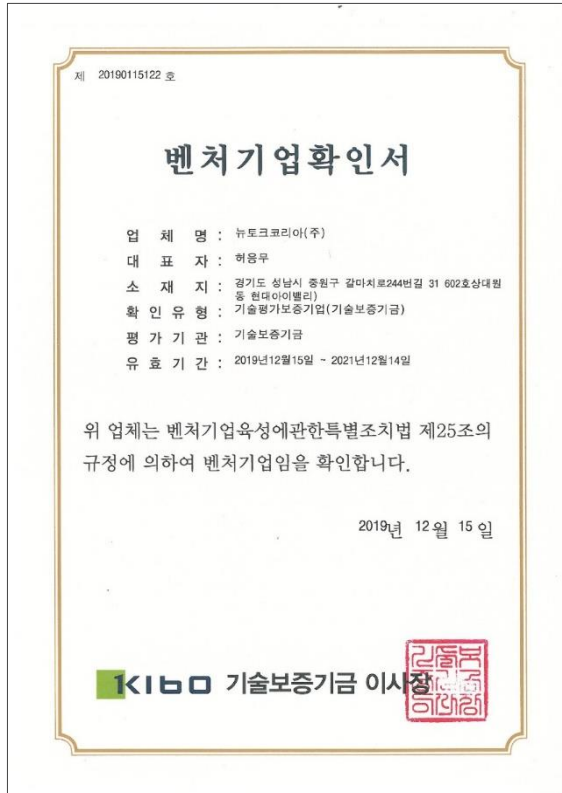 제 20190115122 호
벤처기업확인서
업 체 명 : 뉴토크코리아(주)
대 표 자 : 허용무
소 재 지 : 경기도 성남시 중원구 갈마치로244번길 31 602호상대원
동 현대아이밸리)
확 인 유 형 : 기술평가보증기업(기술보증기금)
평 가 기 관 : 기술보증기금
유 효 기 간 : 2019년12월15일 ~ 2021년12월14일
위 업체는 벤처기업육성에관한특별조치법 제25조의
규정에 의하여 벤처기업임을 확인합니다.
2019년 12월 15일
KIBO 기술보증기금 이사장